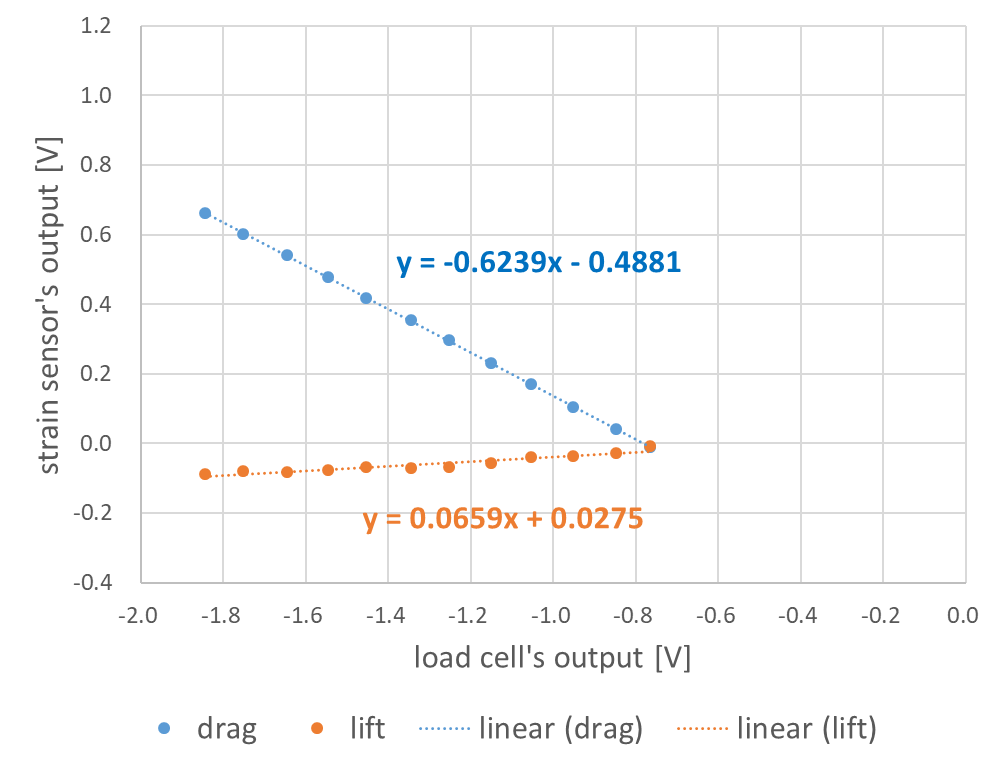 1.2
1.0
0.8
0.6
0.4
0.2
0.0
-0.2
-0.4
strain sensor's output [V]
y = -0.6239x - 0.4881
y = 0.0659x + 0.0275
-2.0 -1.8 -1.6 -1.4 -1.2 -1.0 -0.8 -0.6 -0.4 -0.2 0.0
load cell's output [V]
drag lift linear (drag) linear (lift)